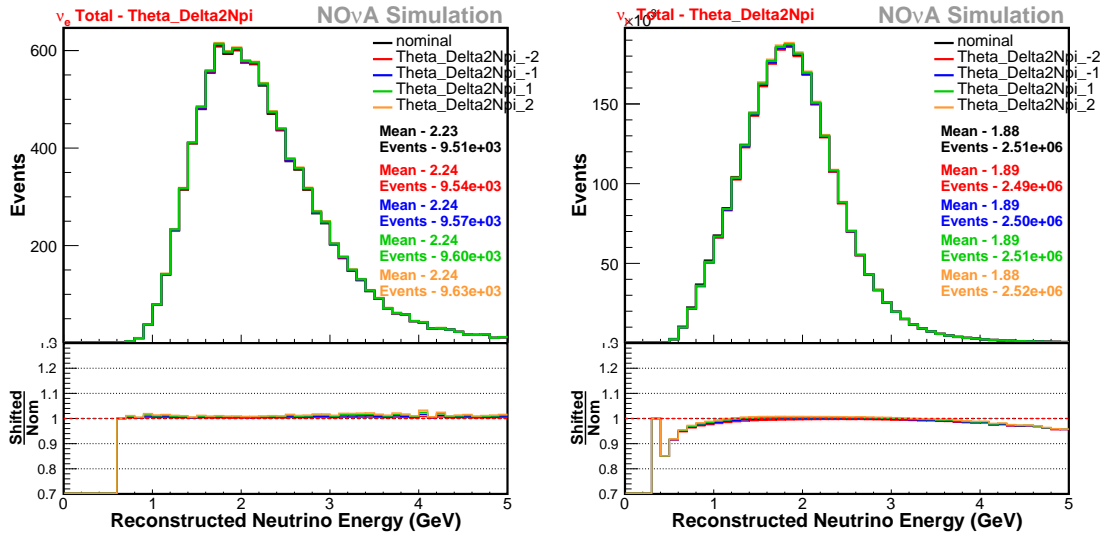 ν_e Total - Theta_Delta2Npi
NOνA Simulation
nominal
Theta_Delta2Npi_-2
Theta_Delta2Npi_-1
Theta_Delta2Npi_1
Theta_Delta2Npi_2
Mean - 2.23
Events - 9.51e+03
Mean - 2.24
Events - 9.54e+03
Mean - 2.24
Events - 9.57e+03
Mean - 2.24
Events - 9.60e+03
Mean - 2.24
Events - 9.63e+03
Events
600
400
200
1.3
1.2
1.1
1
0.9
0.8
0.7
Shifted
Nom
0 1 2 3 4 5
Reconstructed Neutrino Energy (GeV)
Total - Theta_Delta2Npi
NOνA Simulation
nominal
Theta_Delta2Npi_-2
Theta_Delta2Npi_-1
Theta_Delta2Npi_1
Theta_Delta2Npi_2
Mean - 1.88
Events - 2.51e+06
Mean - 1.89
Events - 2.49e+06
Mean - 1.89
Events - 2.50e+06
Mean - 1.89
Events - 2.51e+06
Mean - 1.88
Events - 2.52e+06
Events
150
100
50
1.3
1.2
1.1
1
0.9
0.8
0.7
Shifted
Nom
0 1 2 3 4 5
Reconstructed Neutrino Energy (GeV)